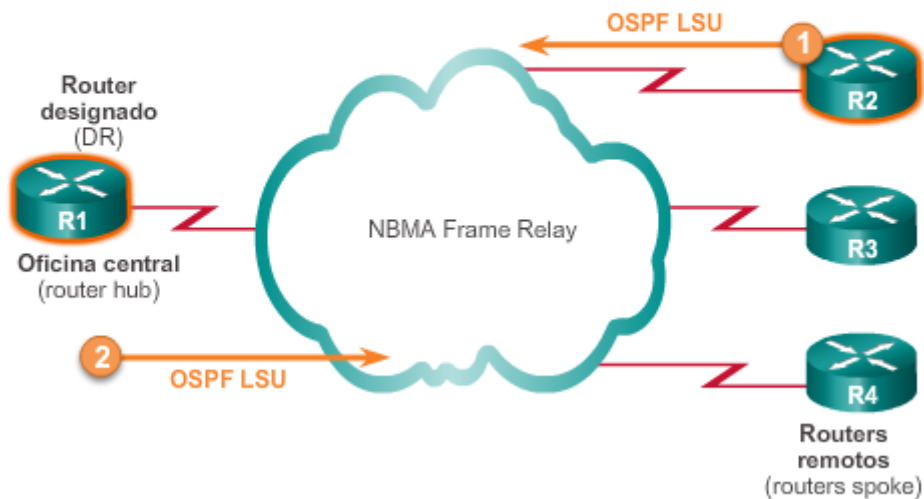 OSPF LSU
1
R2
Router
designado
(DR)
R1
Oficina central
(router hub)
NBMA Frame Relay
R3
2
OSPF LSU
R4
Routers
remotos
(routers spoke)